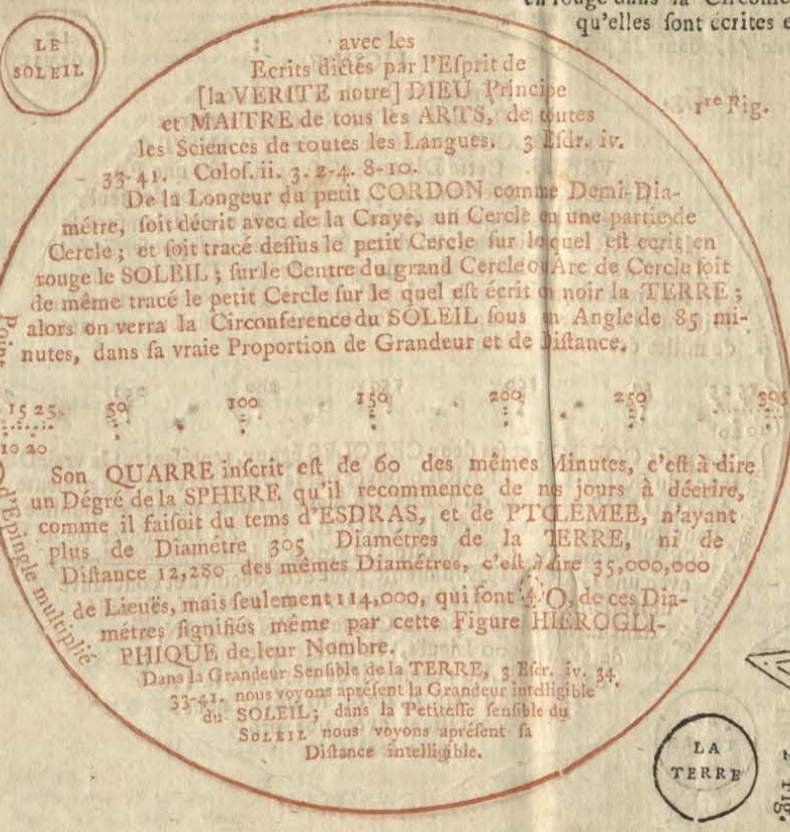 qu'elles ſont écrites e
LE
SOLEIL
avec les
Ecrits dictés par l'Eſprit de
[la VERITE notre] DIEU Principe
et MAITRE de tous les ARTS, de toutes
les Sciences de toutes les Langues. 3 Eſdr. iv.
33-41. Coloſ. ii. 3. 2-4. 8-10.
1re Fig.
De la Longeur du petit CORDON comme Demi-Dia-
métre, ſoit décrit avec de la Craye, un Cercle ou une partie de
Cercle; et ſoit tracé deſſus le petit Cercle ſur lequel eſt ecrit en
rouge le SOLEIL; ſur le Centre du grand Cercle ou Arc de Cercle ſoit
de même tracé le petit Cercle ſur le quel eſt écrit en noir la TERRE;
alors on verra la Circonference du SOLEIL ſous un Angle de 85 mi-
nutes, dans ſa vraie Proportion de Grandeur et de Diſtance.
15 25 50 100 150 200 250 305
10 20
Son QUARRE inſcrit eſt de 60 des mêmes Minutes, c'eſt à dire
un Dégré de la SPHERE qu'il recommence de nos jours à décrire,
comme il faiſoit du tems d'ESDRAS, et de PTOLEMEE, n'ayant
plus de Diamétre 305 Diamétres de la TERRE, ni de
Diſtance 12,280 des mêmes Diamétres, c'eſt à dire 35,000,000
de Lieuës, mais ſeulement 114,000, qui ſont O, de ces Dia-
métres ſignifiés même par cette Figure HIEROGLI-
PHIQUE de leur Nombre.
Dans la Grandeur Senſible de la TERRE, 3 Eſdr. iv. 34.
33-41. nous voyons apréſent la Grandeur intelligible
du SOLEIL; dans la Petiteſſe ſenſible du
SOLEIL nous voyons apréſent ſa
Diſtance intelligible.
Point
d'Epingle multiplié
LA
TERRE
2 Fig.